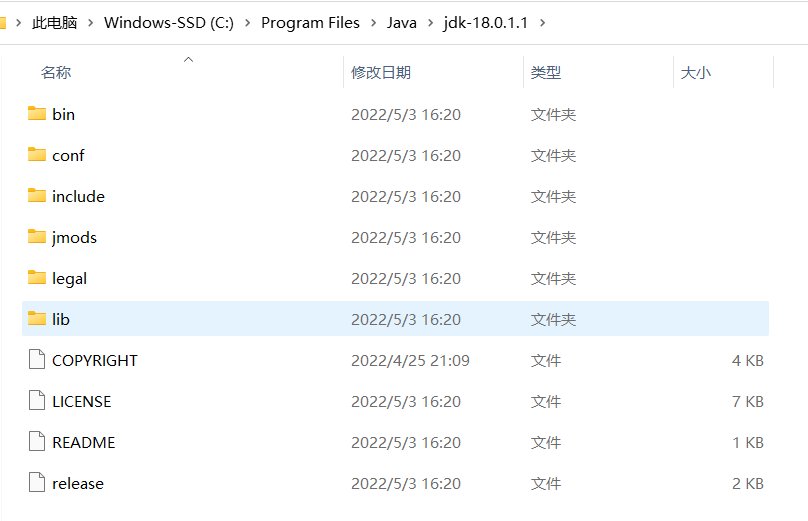 此电脑 > Windows-SSD (C:) > Program Files > Java > jdk-18.0.1.1 >
名称 修改日期 类型 大小
bin 2022/5/3 16:20 文件夹
conf 2022/5/3 16:20 文件夹
include 2022/5/3 16:20 文件夹
jmods 2022/5/3 16:20 文件夹
legal 2022/5/3 16:20 文件夹
lib 2022/5/3 16:20 文件夹
COPYRIGHT 2022/4/25 21:09 文件 4 KB
LICENSE 2022/5/3 16:20 文件 7 KB
README 2022/5/3 16:20 文件 1 KB
release 2022/5/3 16:20 文件 2 KB